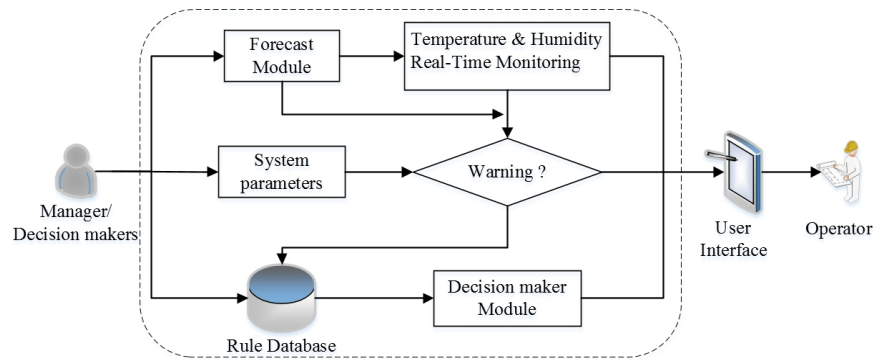 Forecast
Module
Temperature & Humidity
Real-Time Monitoring
System
parameters
Warning ?
Manager/
Decision makers
User
Interface
Operator
Decision maker
Module
Rule Database